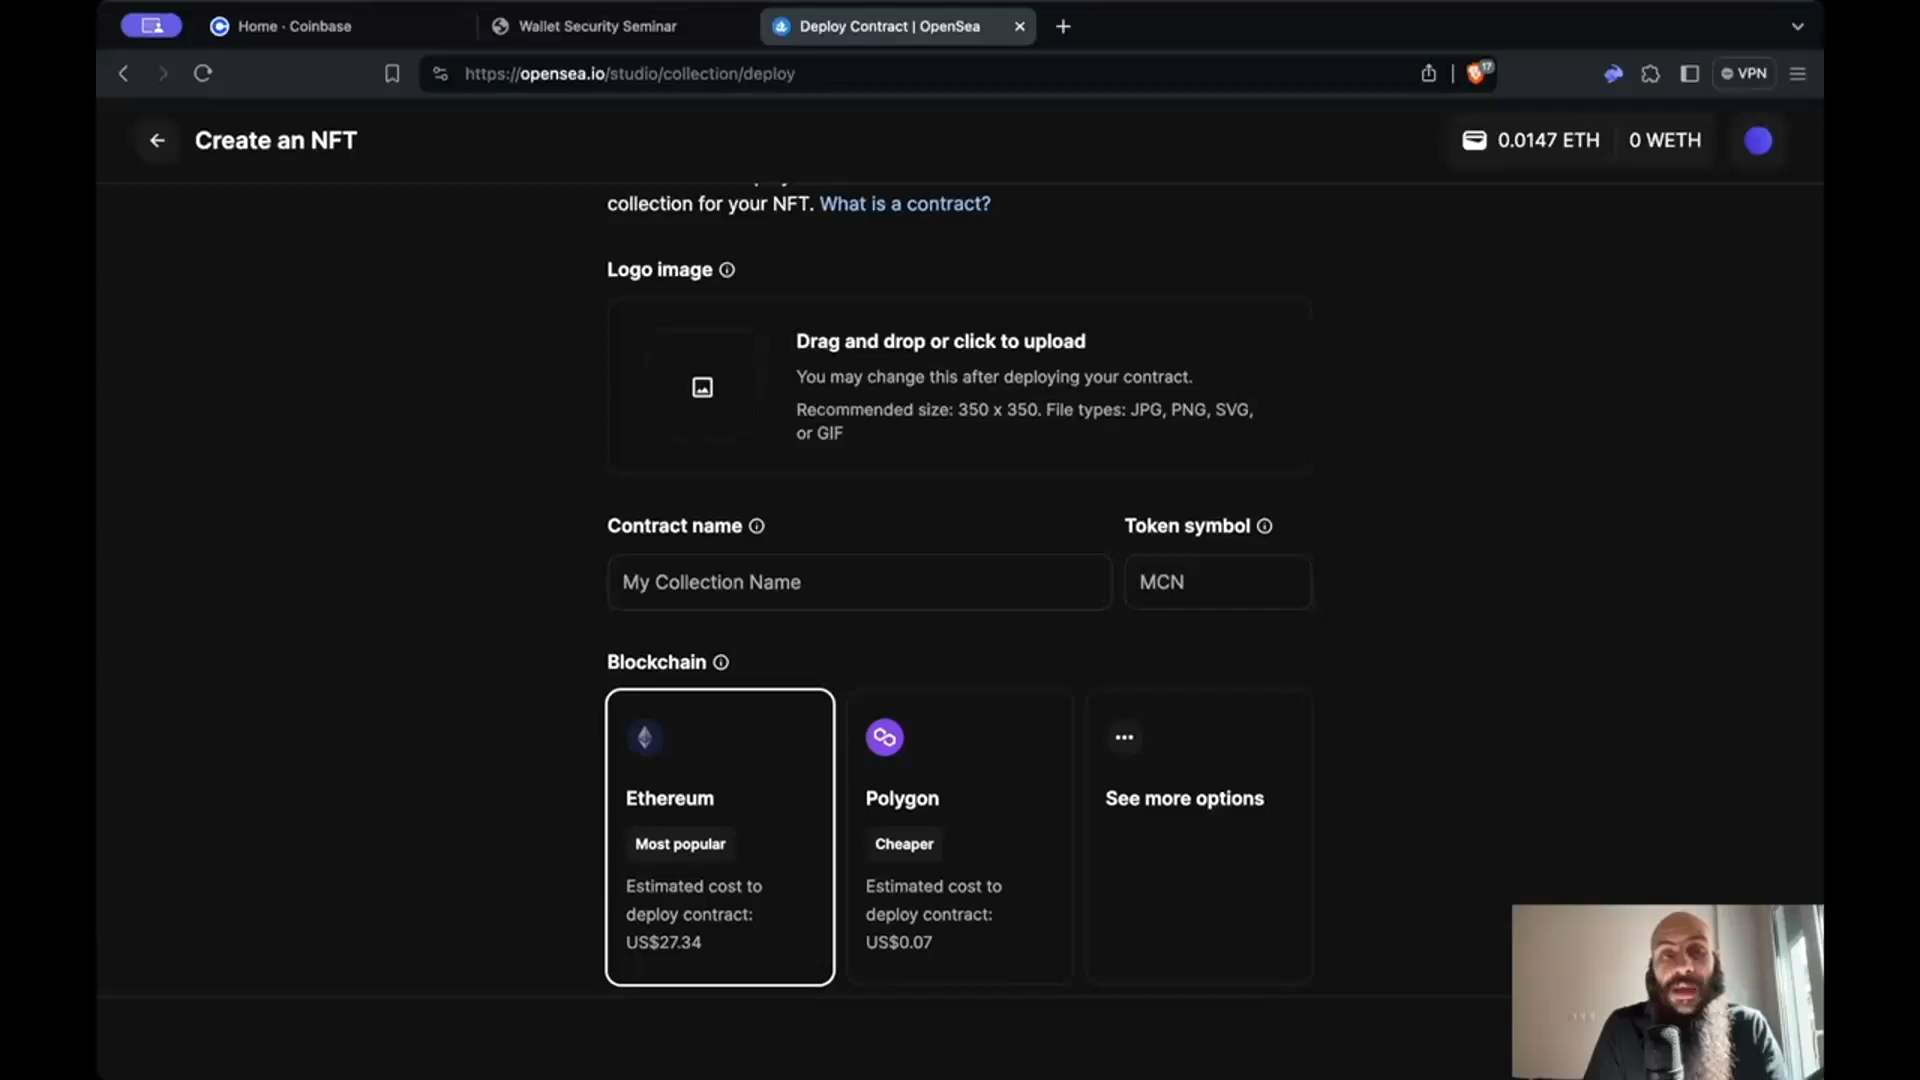 Home - Coinbase
Wallet Security Seminar
Deploy Contract | OpenSea
https://opensea.io/studio/collection/deploy
17
VPN
Create an NFT
0.0147 ETH
0 WETH
collection for your NFT. What is a contract?
Logo image
Drag and drop or click to upload
You may change this after deploying your contract.
Recommended size: 350 x 350. File types: JPG, PNG, SVG,
or GIF
Contract name
Token symbol
My Collection Name
MCN
Blockchain
Ethereum
Most popular
Estimated cost to
deploy contract:
US$27.34
Polygon
Cheaper
Estimated cost to
deploy contract:
US$0.07
See more options